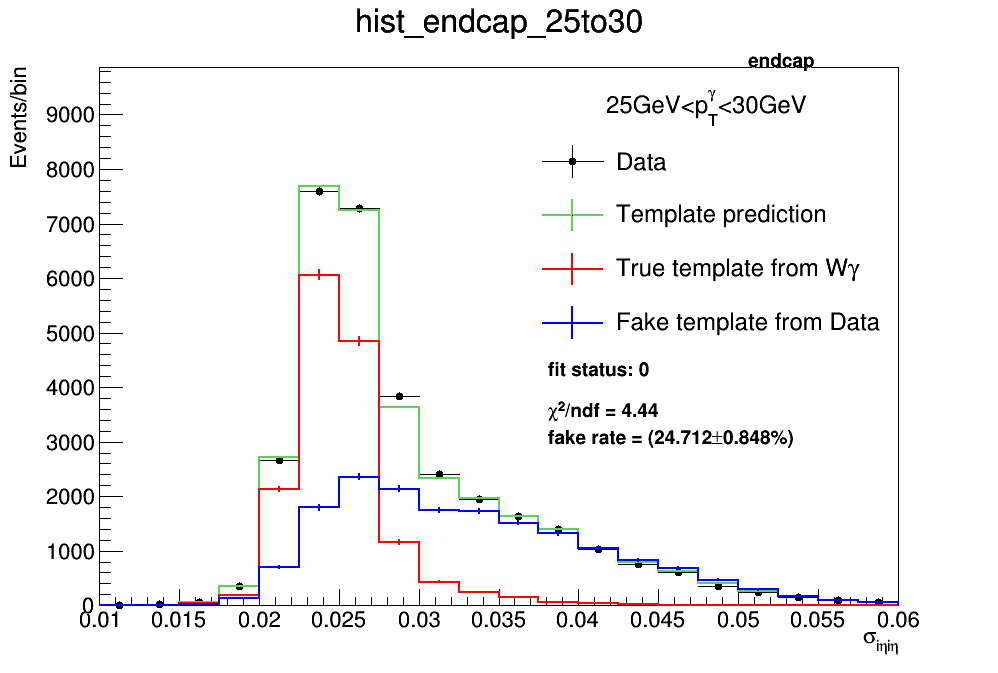 hist_endcap_25to30
endcap
Events/bin
25GeV<p_T^γ<30GeV
Data
Template prediction
True template from Wγ
Fake template from Data
fit status: 0
χ²/ndf = 4.44
fake rate = (24.712±0.848%)
9000
8000
7000
6000
5000
4000
3000
2000
1000
0
0.01 0.015 0.02 0.025 0.03 0.035 0.04 0.045 0.05 0.055 0.06
σ_iηiη